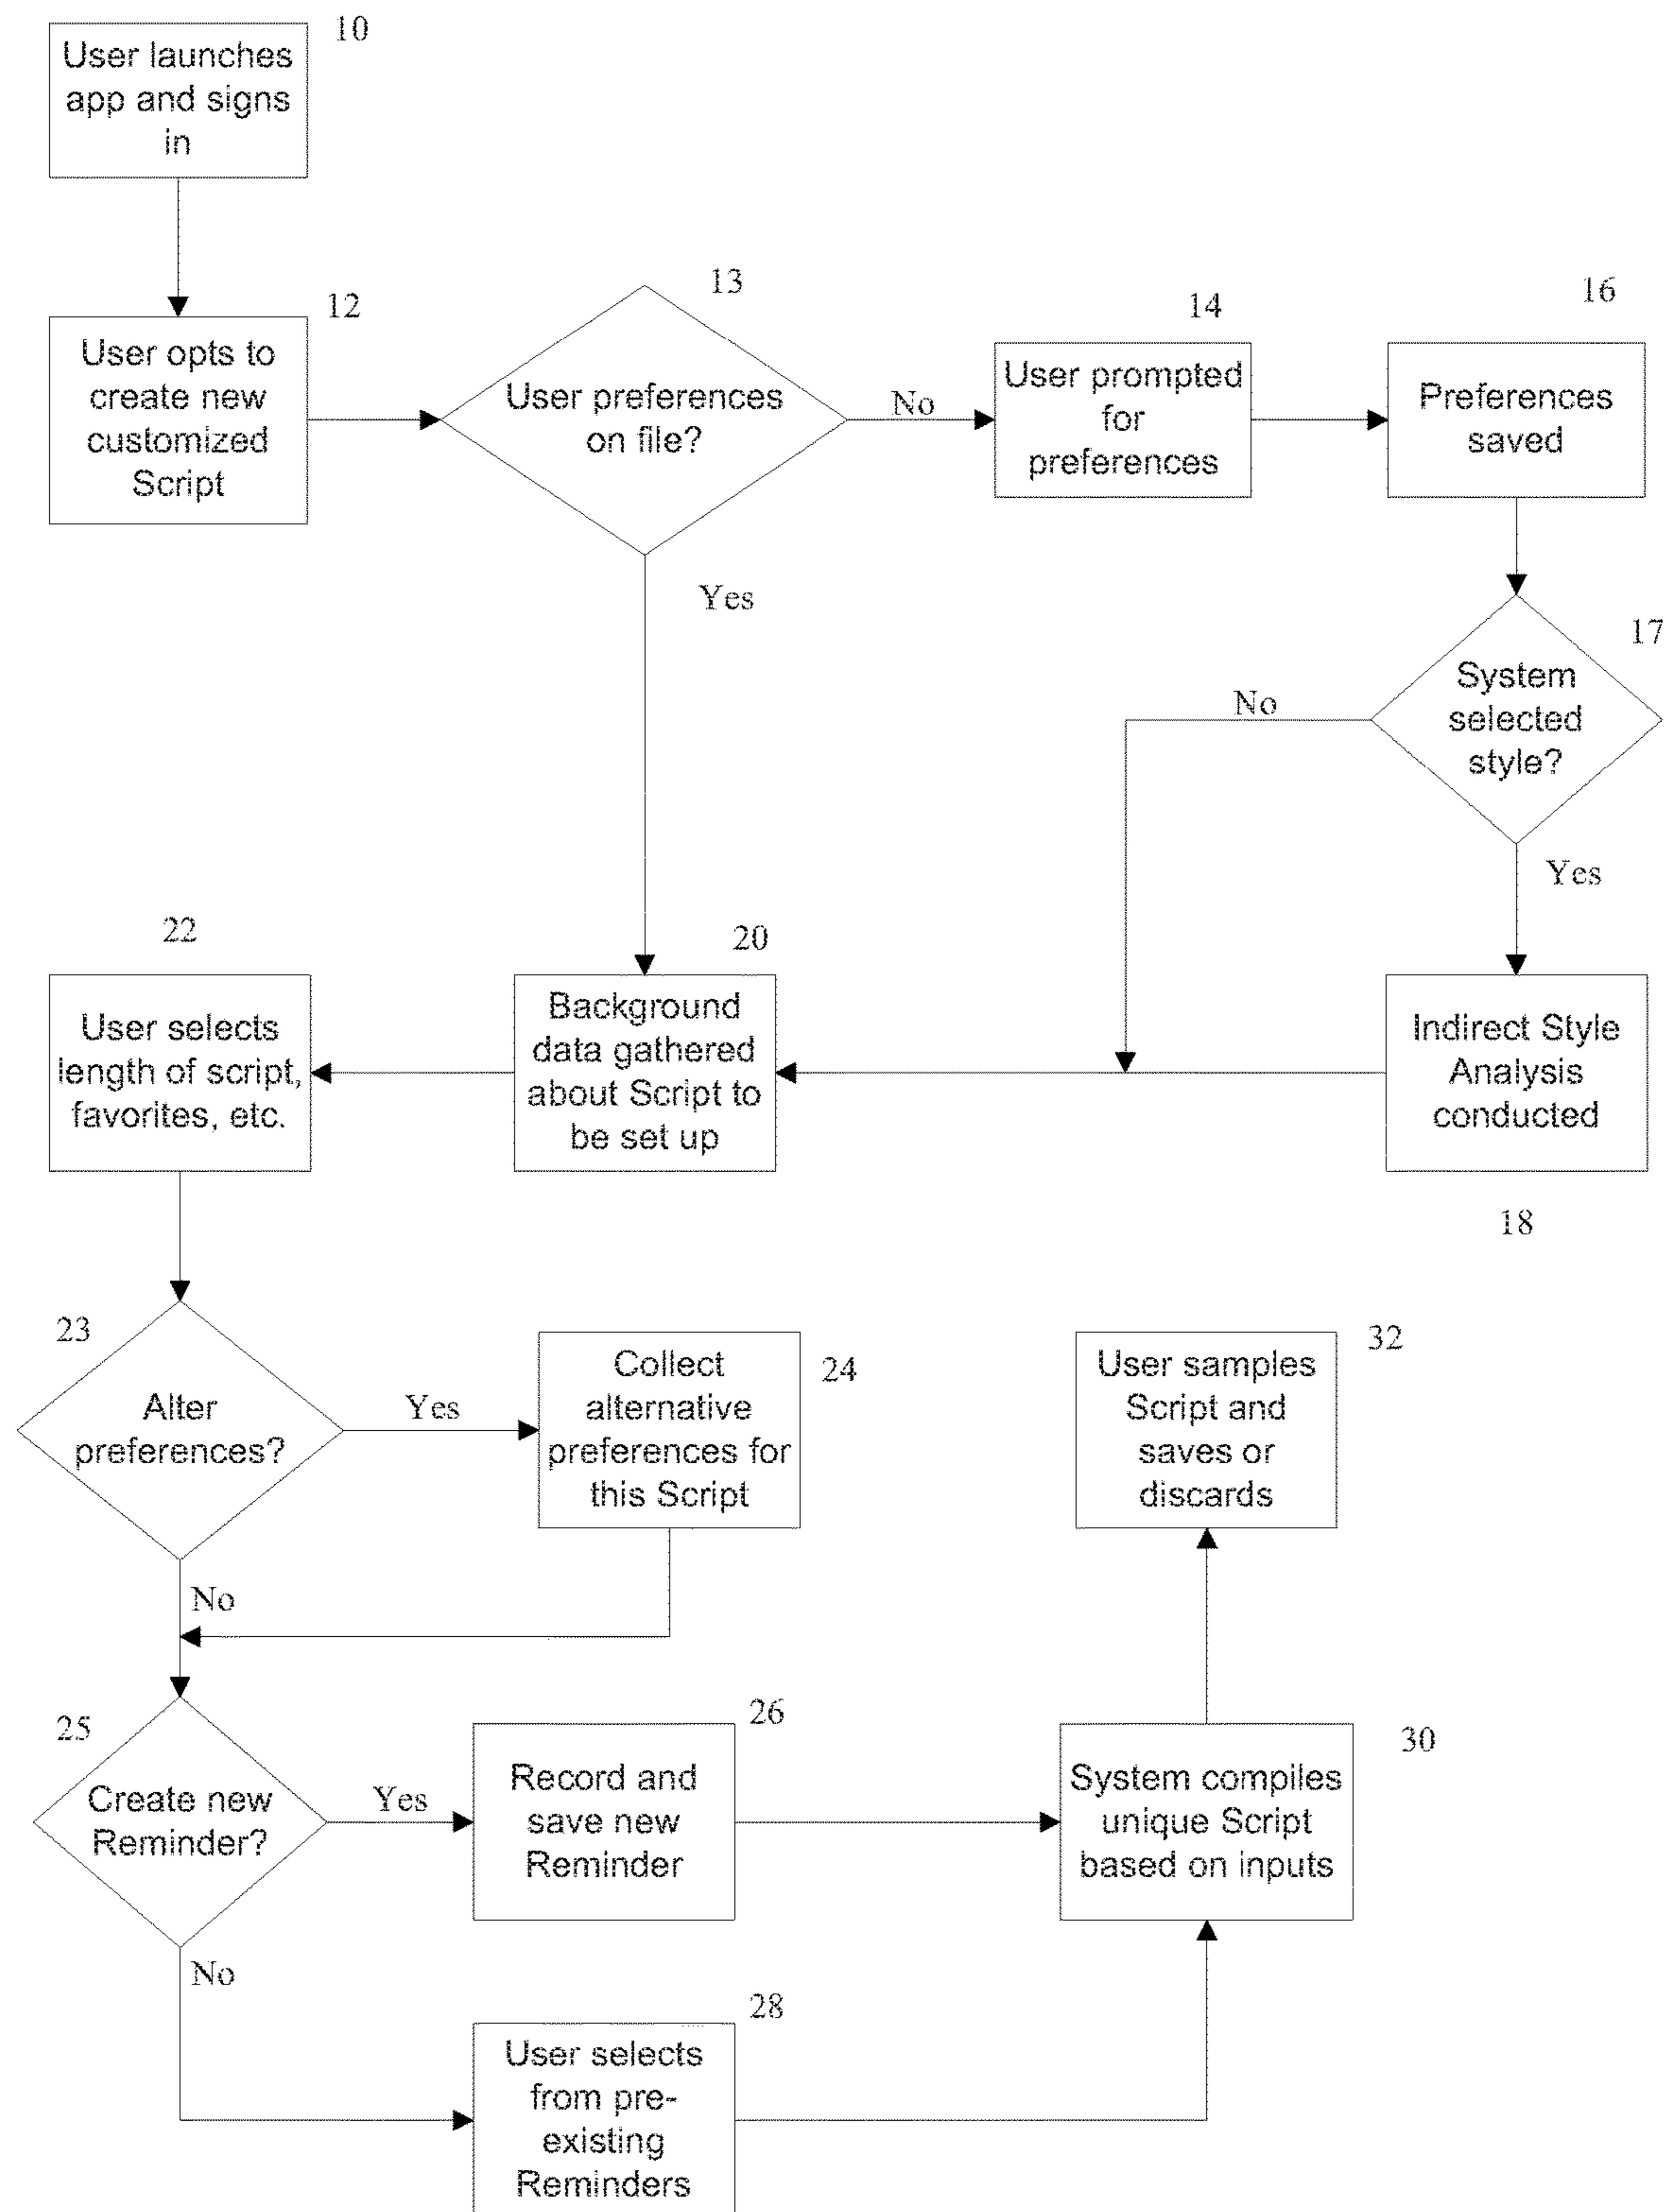 10
User launches
app and signs
in
12
User opts to
create new
customized
Script
13
User preferences
on file?
No
Yes
14
User prompted
for
preferences
16
Preferences
saved
17
System
selected
style?
No
Yes
Indirect Style
Analysis
conducted
18
20
Background
data gathered
about Script to
be set up
22
User selects
length of script,
favorites, etc.
23
Alter
preferences?
Yes
No
24
Collect
alternative
preferences for
this Script
25
Create new
Reminder?
Yes
No
26
Record and
save new
Reminder
28
User selects
from pre-
existing
Reminders
30
System compiles
unique Script
based on inputs
32
User samples
Script and
saves or
discards